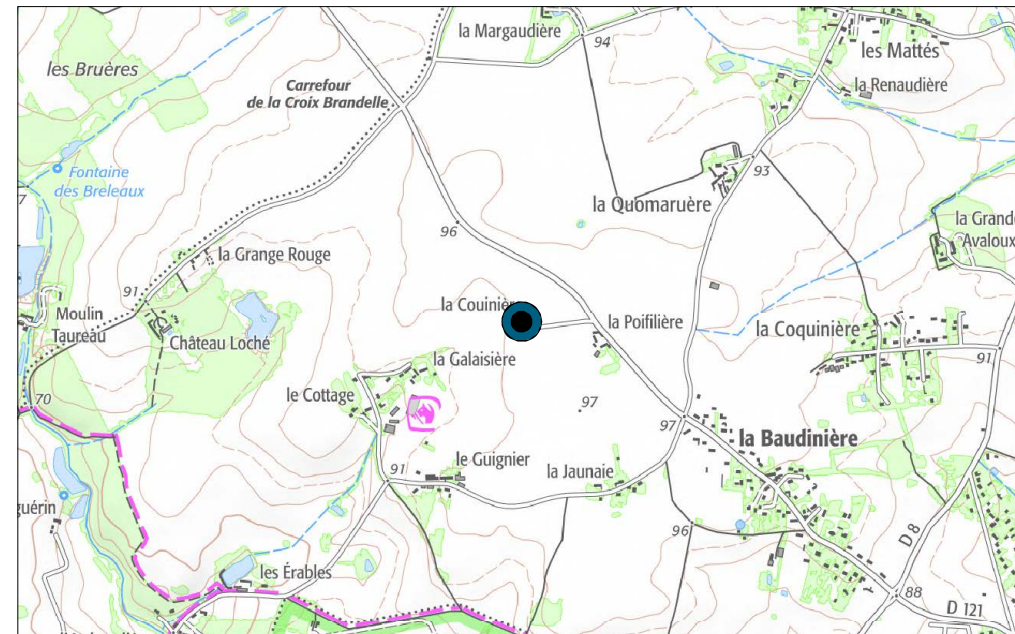 la Margaudière
94
les Mattés
les Bruères
la Renaudière
Carrefour
de la Croix Brandelle
93
Fontaine
des Breleaux
la Quomaruère
la Grande
Avaloux
96
la Grange Rouge
91
la Couinière
Moulin
Taureau
la Poifilière
la Coquinière
Château Loché
la Galaisière
91
le Cottage
70
97
97
la Baudinière
le Guignier
91
la Jaunaie
guérin
96
D 8
les Érables
88
D 121